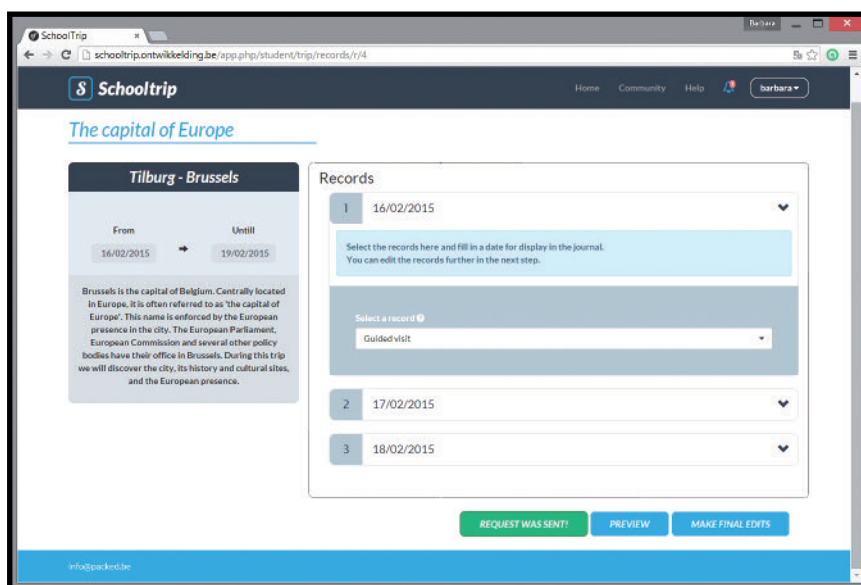 Barbara
SchoolTrip
schooltrip.ontwikkelding.be/app.php/student/trip/records/r/4
S Schooltrip
Home Community Help barbara
The capital of Europe
Tilburg - Brussels
From Untill
16/02/2015 19/02/2015
Brussels is the capital of Belgium. Centrally located
in Europe, it is often referred to as 'the capital of
Europe'. This name is enforced by the European
presence in the city. The European Parliament,
European Commission and several other policy
bodies have their office in Brussels. During this trip
we will discover the city, its history and cultural sites,
and the European presence.
Records
1 16/02/2015
Select the records here and fill in a date for display in the journal.
You can edit the records further in the next step.
Select a record
Guided visit
2 17/02/2015
3 18/02/2015
REQUEST WAS SENT! PREVIEW MAKE FINAL EDITS
info@packed.be